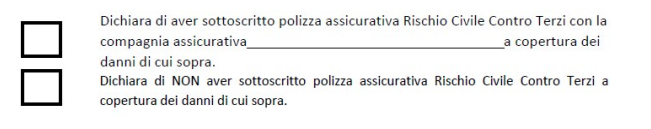 Dichiara di aver sottoscritto polizza assicurativa Rischio Civile Contro Terzi con la
compagnia assicurativa__________________________________a copertura dei
danni di cui sopra.
Dichiara di NON aver sottoscritto polizza assicurativa Rischio Civile Contro Terzi a
copertura dei danni di cui sopra.